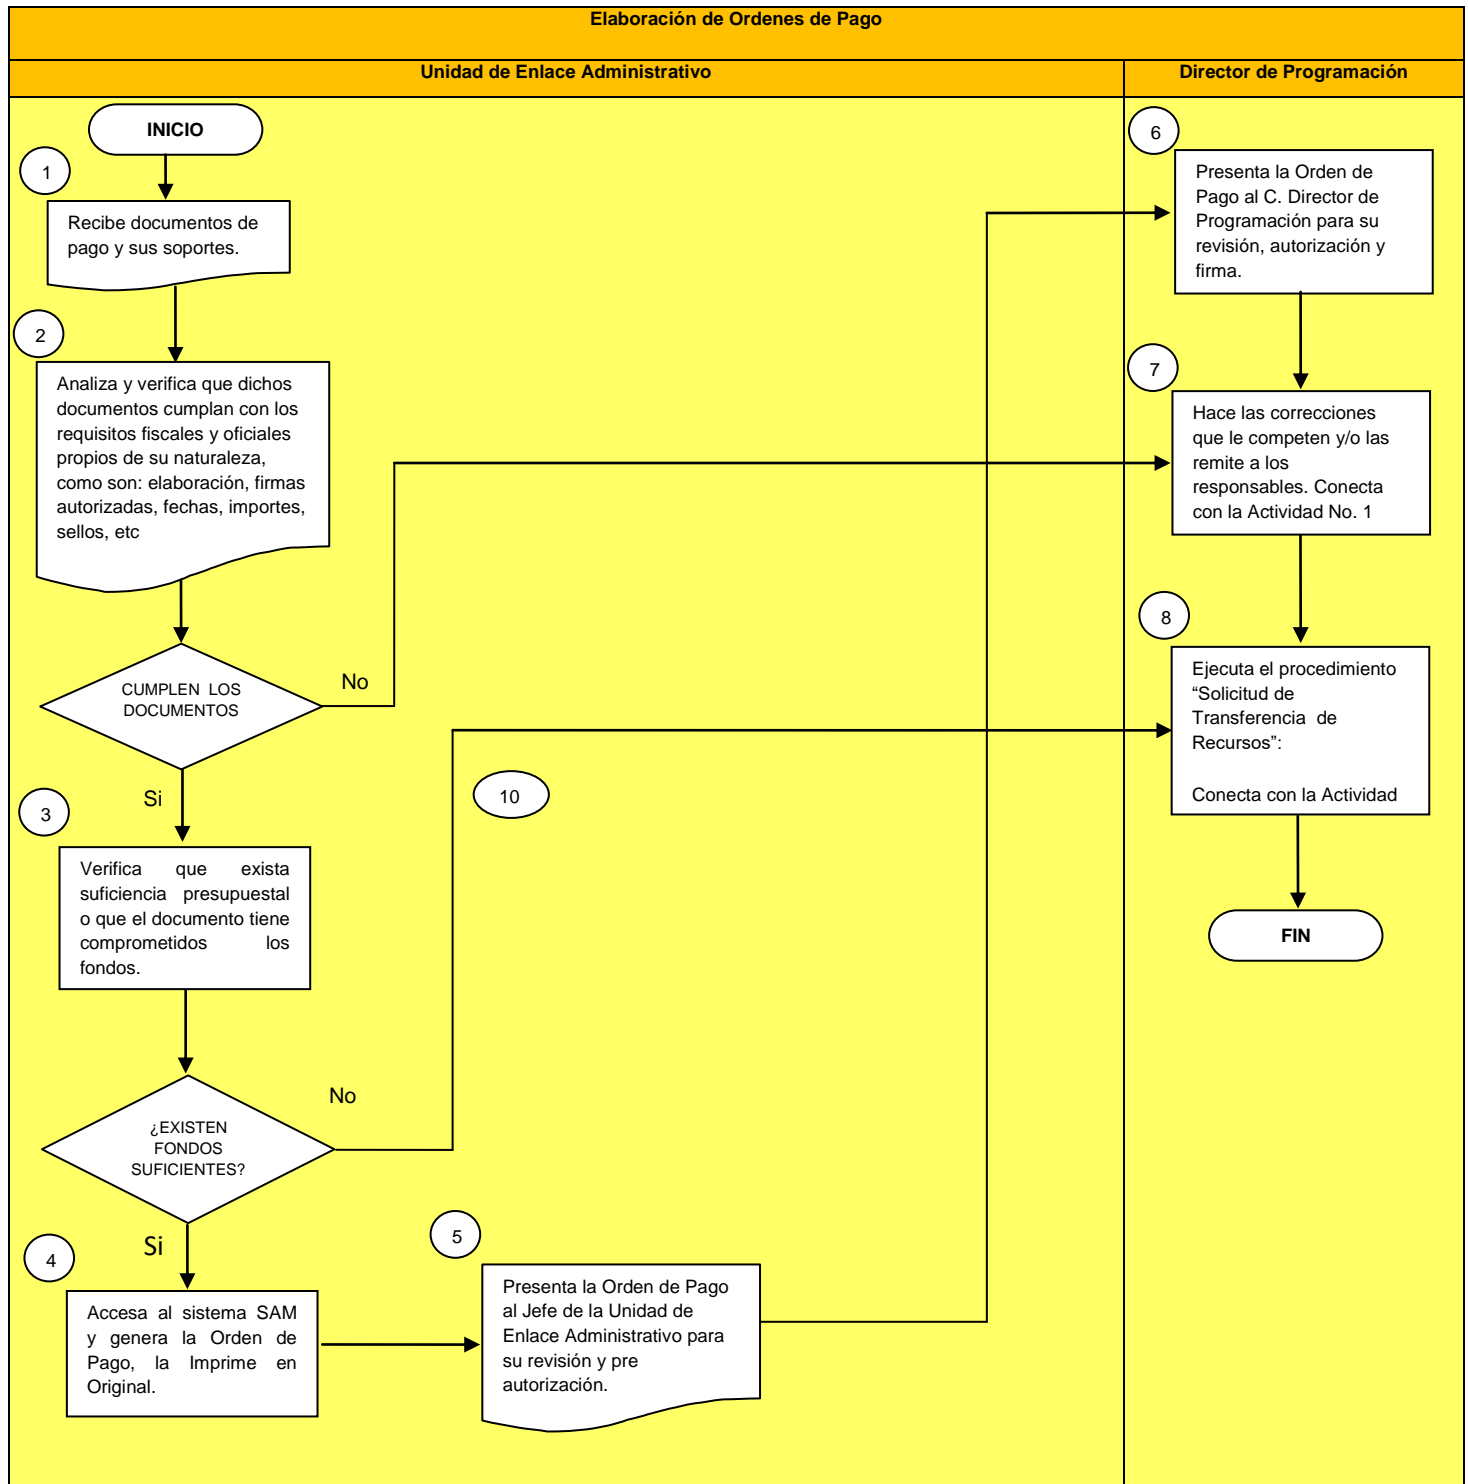 Elaboración de Ordenes de Pago
Unidad de Enlace Administrativo
Director de Programación
INICIO
1
Recibe documentos de
pago y sus soportes.
2
Analiza y verifica que dichos
documentos cumplan con los
requisitos fiscales y oficiales
propios de su naturaleza,
como son: elaboración, firmas
autorizadas, fechas, importes,
sellos, etc
CUMPLEN LOS
DOCUMENTOS
No
Si
3
Verifica que exista
suficiencia presupuestal
o que el documento tiene
comprometidos los
fondos.
10
¿EXISTEN
FONDOS
SUFICIENTES?
No
Si
4
Accesa al sistema SAM
y genera la Orden de
Pago, la Imprime en
Original.
5
Presenta la Orden de Pago
al Jefe de la Unidad de
Enlace Administrativo para
su revisión y pre
autorización.
6
Presenta la Orden de
Pago al C. Director de
Programación para su
revisión, autorización y
firma.
7
Hace las correcciones
que le competen y/o las
remite a los
responsables. Conecta
con la Actividad No. 1
8
Ejecuta el procedimiento
“Solicitud de
Transferencia de
Recursos”:
Conecta con la Actividad
FIN